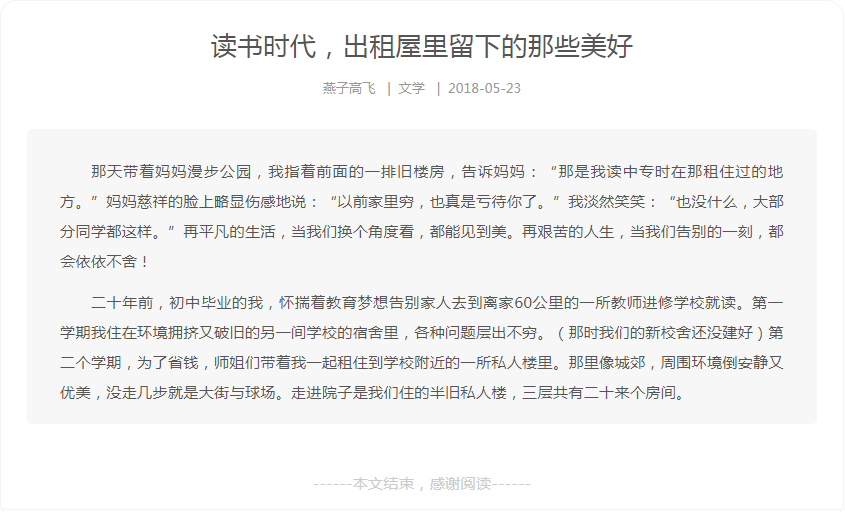 读书时代，出租屋里留下的那些美好
燕子高飞 | 文学 | 2018-05-23
那天带着妈妈漫步公园，我指着前面的一排旧楼房，告诉妈妈：“那是我读中专时在那租住过的地
方。”妈妈慈祥的脸上略显伤感地说：“以前家里穷，也真是亏待你了。”我淡然笑笑：“也没什么，大部
分同学都这样。”再平凡的生活，当我们换个角度看，都能见到美。再艰苦的人生，当我们告别的一刻，都
会依依不舍！
二十年前，初中毕业的我，怀揣着教育梦想告别家人去到离家60公里的一所教师进修学校就读。第一
学期我住在环境拥挤又破旧的另一间学校的宿舍里，各种问题层出不穷。（那时我们的新校舍还没建好）第
二个学期，为了省钱，师姐们带着我一起租住到学校附近的一所私人楼里。那里像城郊，周围环境倒安静又
优美，没走几步就是大街与球场。走进院子是我们住的半旧私人楼，三层共有二十来个房间。
------本文结束，感谢阅读------